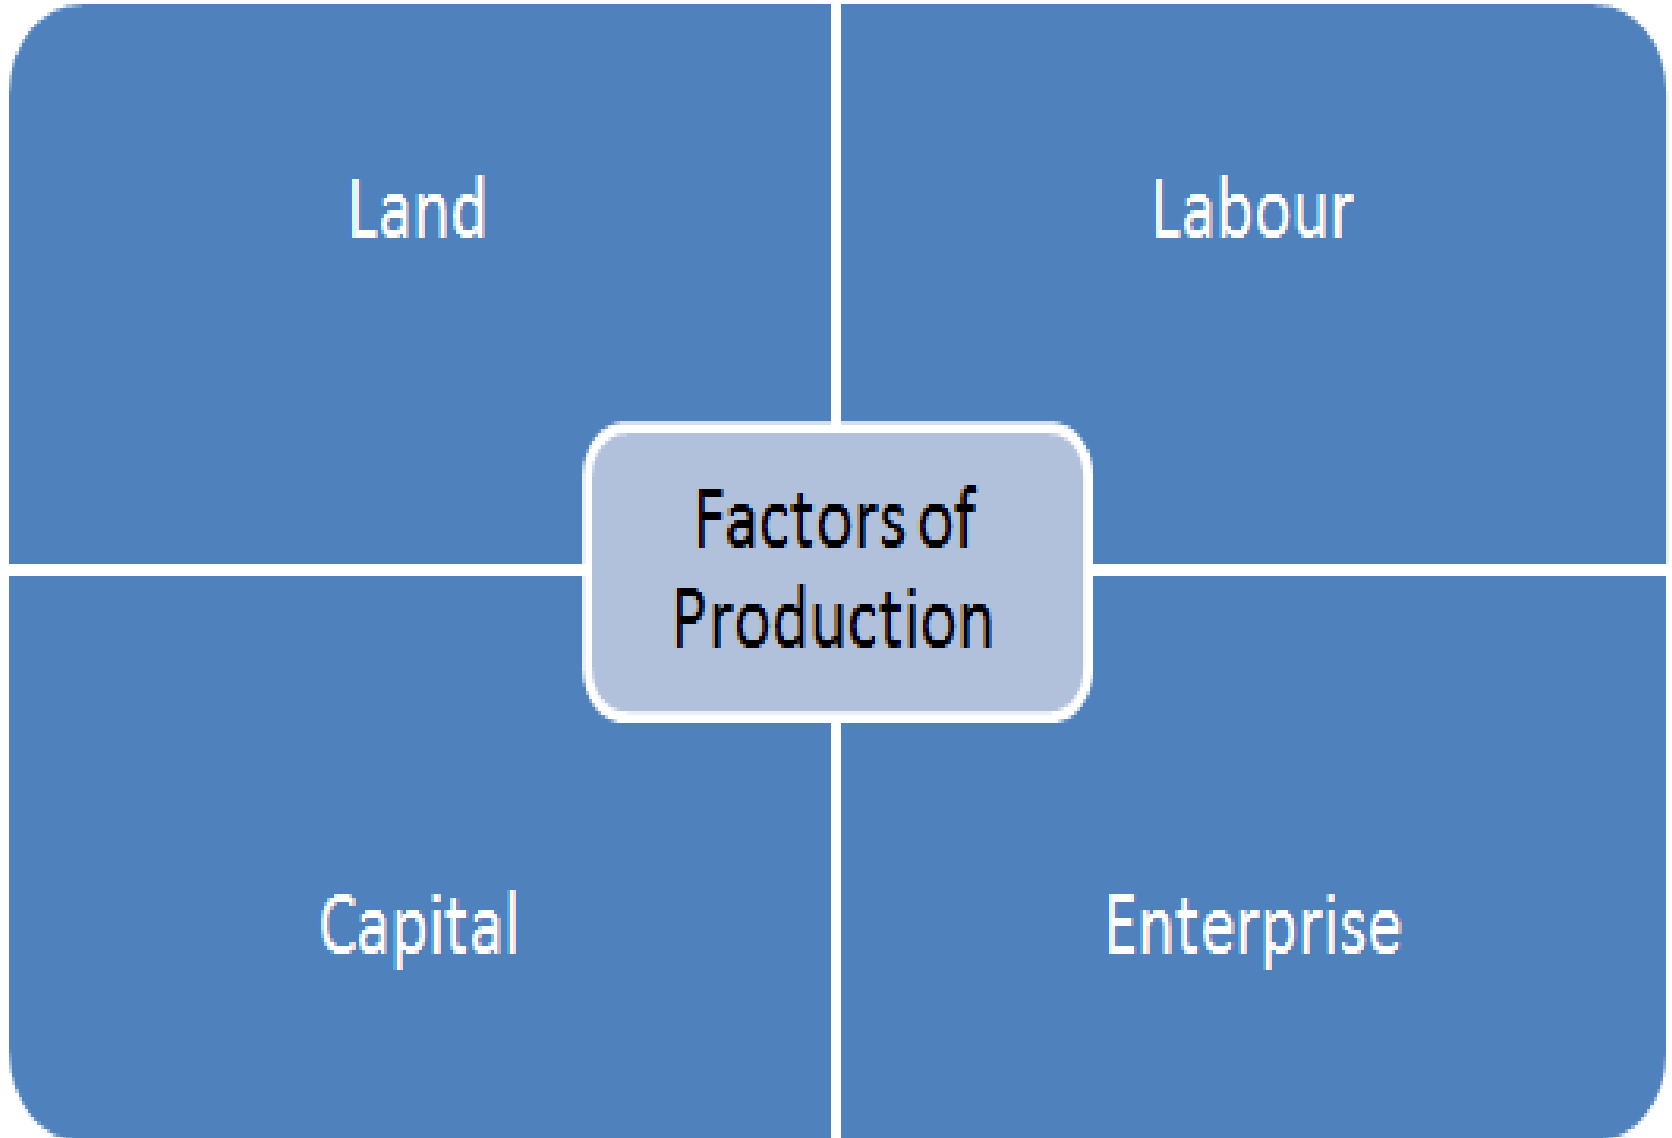 Land
Labour
Factors of
Production
Capital
Enterprise